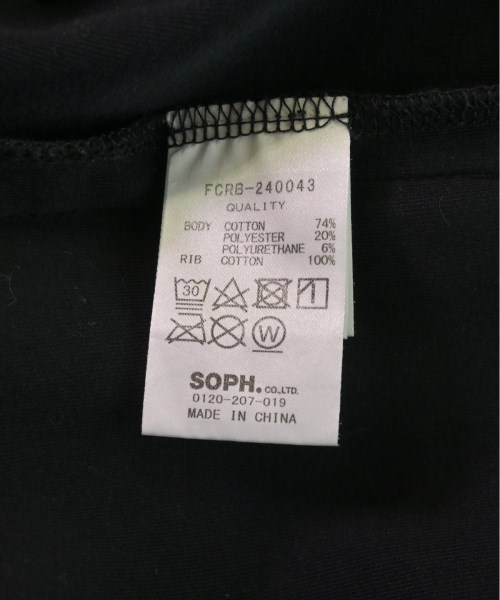 FCRB-240043
QUALITY
BODY COTTON 74%
POLYESTER 20%
POLYURETHANE 6%
RIB COTTON 100%
30
W
SOPH. CO.,LTD.
0120-207-019
MADE IN CHINA